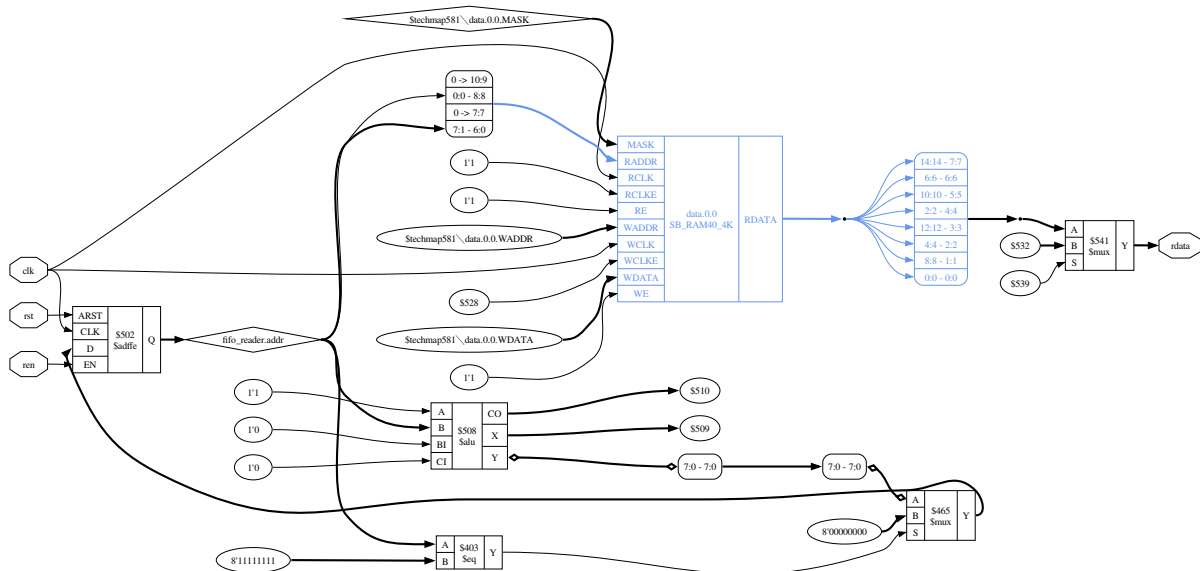 $techmap581\data.0.0.MASK
0 -> 10:9
0:0 - 8:8
0 -> 7:7
7:1 - 6:0
1'1
1'1
$techmap581\data.0.0.WADDR
$528
$techmap581\data.0.0.WDATA
1'1
MASK
RADDR
RCLK
RCLKE
RE
WADDR
WCLK
WCLKE
WDATA
WE
data.0.0
SB_RAM40_4K
RDATA
14:14 - 7:7
6:6 - 6:6
10:10 - 5:5
2:2 - 4:4
12:12 - 3:3
4:4 - 2:2
8:8 - 1:1
0:0 - 0:0
$532
$539
A
B
S
$541
$mux
Y
rdata
clk
rst
ren
ARST
CLK
D
EN
$502
$adffe
Q
fifo_reader.addr
1'1
1'0
1'0
A
B
BI
CI
$508
$alu
CO
X
Y
$510
$509
7:0 - 7:0
7:0 - 7:0
8'00000000
A
B
S
$465
$mux
Y
8'11111111
A
B
$403
$eq
Y